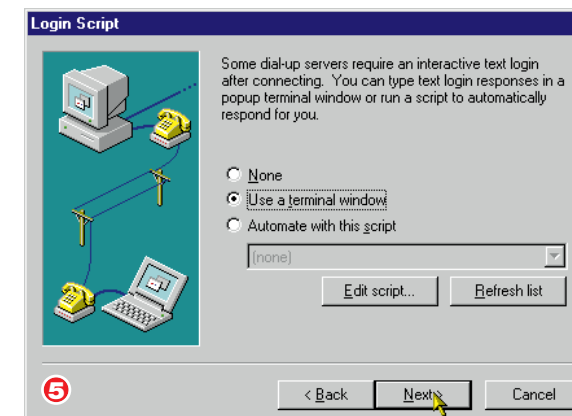 Login Script
Some dial-up servers require an interactive text login
after connecting. You can type text login responses in a
popup terminal window or run a script to automatically
respond for you.
None
Use a terminal window
Automate with this script
(none)
Edit script...
Refresh list
5
< Back
Next >
Cancel